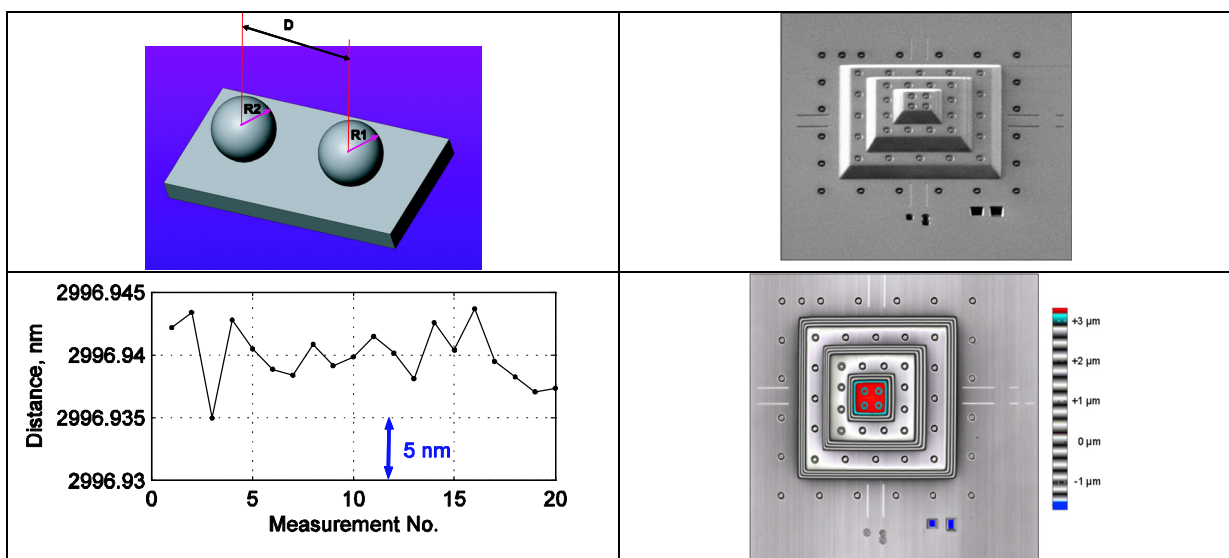 D
R2
R1
2996.945
2996.94
2996.935
2996.93
Distance, nm
5 nm
0 5 10 15 20
Measurement No.
+3 µm
+2 µm
+1 µm
0 µm
-1 µm